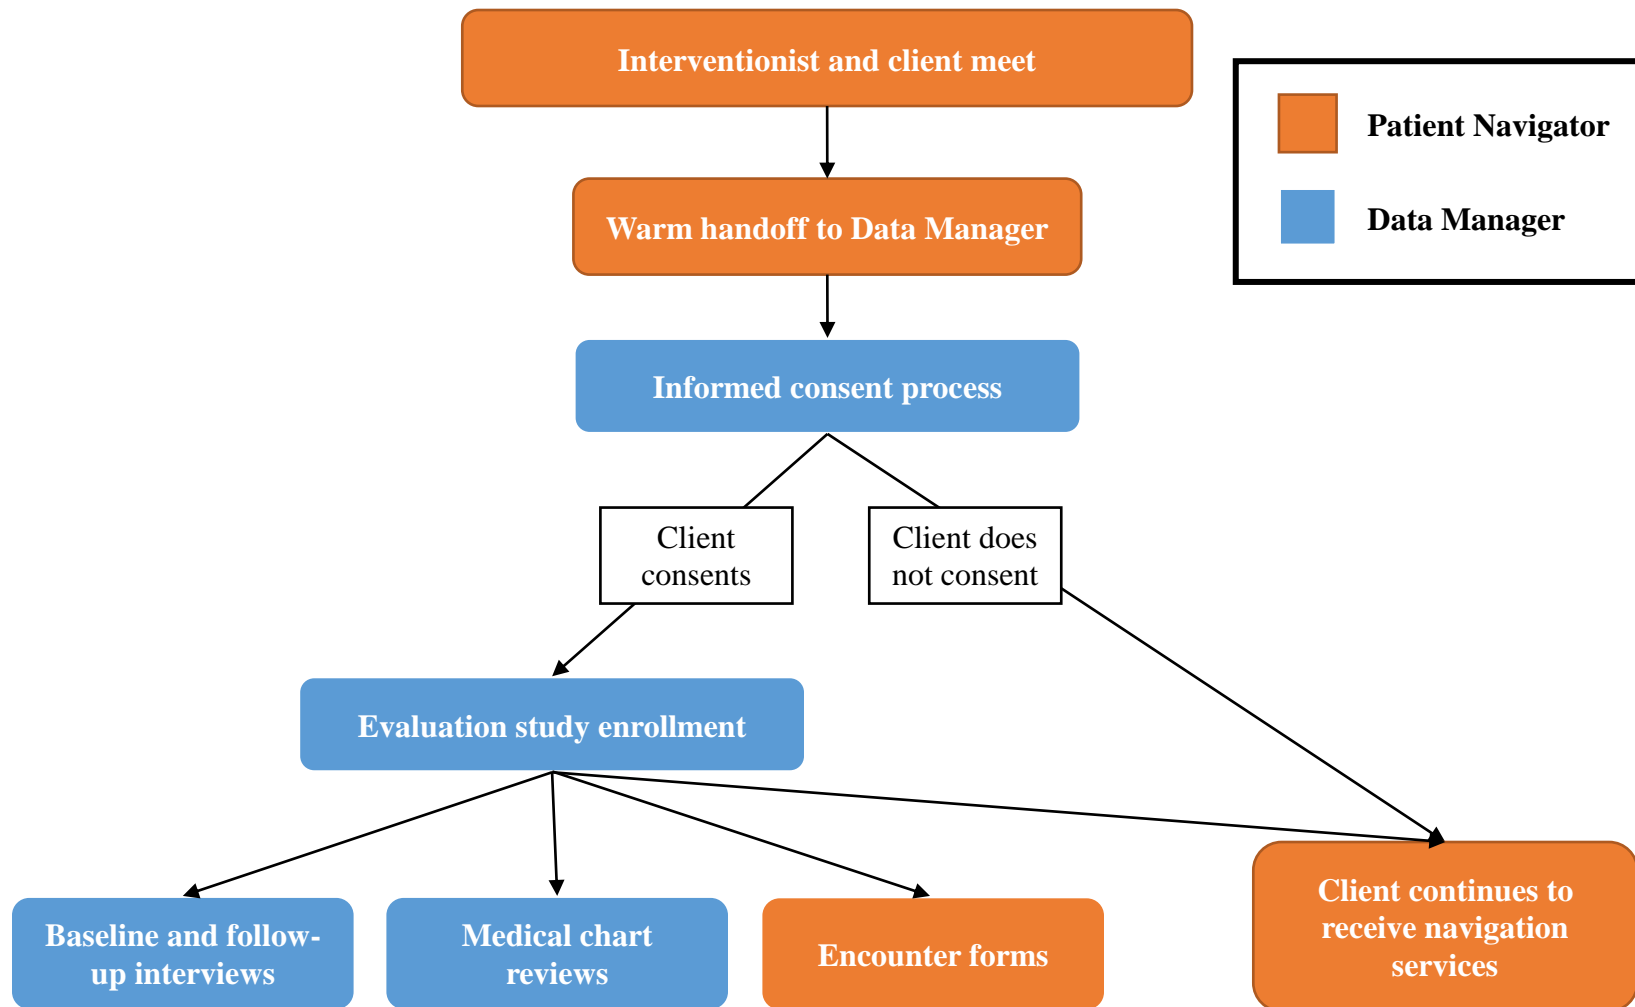 Interventionist and client meet
Patient Navigator
Data Manager
Warm handoff to Data Manager
Informed consent process
Client
consents
Client does
not consent
Evaluation study enrollment
Baseline and follow-
up interviews
Medical chart
reviews
Encounter forms
Client continues to
receive navigation
services